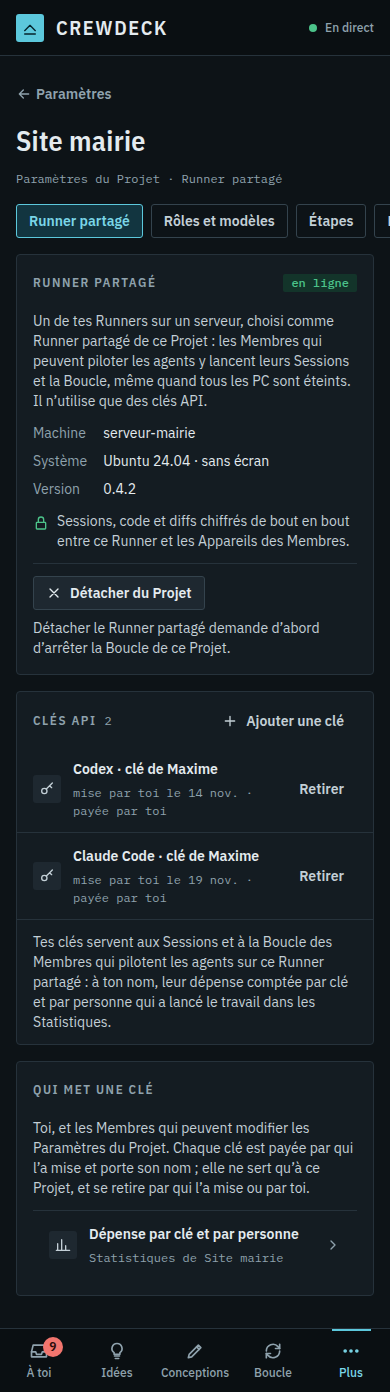 CREWDECK
En direct
Paramètres
Site mairie
Paramètres du Projet · Runner partagé
Runner partagé
Rôles et modèles
Étapes
RUNNER PARTAGÉ
en ligne
Un de tes Runners sur un serveur, choisi comme
Runner partagé de ce Projet : les Membres qui
peuvent piloter les agents y lancent leurs Sessions
et la Boucle, même quand tous les PC sont éteints.
Il n’utilise que des clés API.
Machine serveur-mairie
Système Ubuntu 24.04 · sans écran
Version 0.4.2
Sessions, code et diffs chiffrés de bout en bout
entre ce Runner et les Appareils des Membres.
Détacher du Projet
Détacher le Runner partagé demande d’abord
d’arrêter la Boucle de ce Projet.
CLÉS API 2
Ajouter une clé
Codex · clé de Maxime
mise par toi le 14 nov. ·
payée par toi
Retirer
Claude Code · clé de Maxime
mise par toi le 19 nov. ·
payée par toi
Retirer
Tes clés servent aux Sessions et à la Boucle des
Membres qui pilotent les agents sur ce Runner
partagé : à ton nom, leur dépense comptée par clé
et par personne qui a lancé le travail dans les
Statistiques.
QUI MET UNE CLÉ
Toi, et les Membres qui peuvent modifier les
Paramètres du Projet. Chaque clé est payée par qui
l’a mise et porte son nom ; elle ne sert qu’à ce
Projet, et se retire par qui l’a mise ou par toi.
Dépense par clé et par personne
Statistiques de Site mairie
9
À toi
Idées
Conceptions
Boucle
Plus